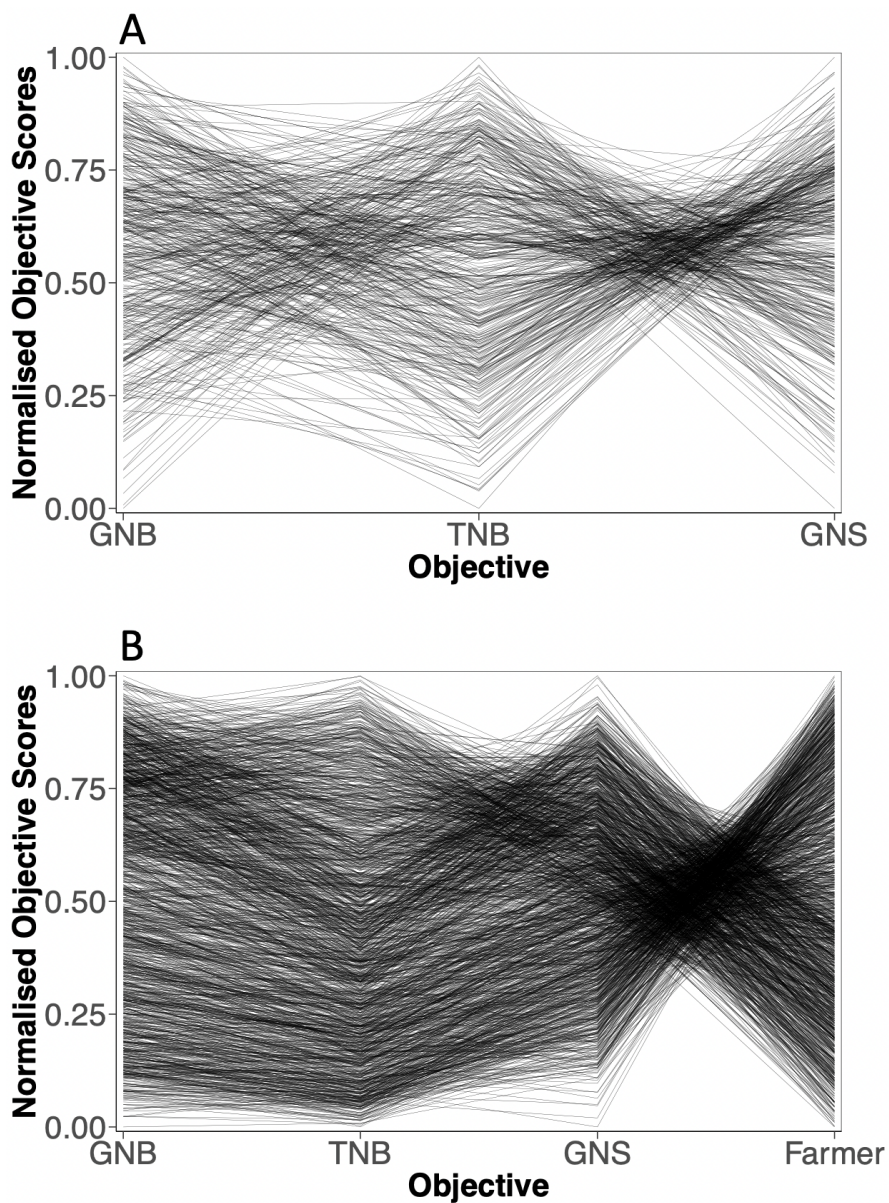 A
Normalised Objective Scores
1.00
0.75
0.50
0.25
0.00
GNB TNB GNS
Objective
B
Normalised Objective Scores
1.00
0.75
0.50
0.25
0.00
GNB TNB GNS Farmer
Objective